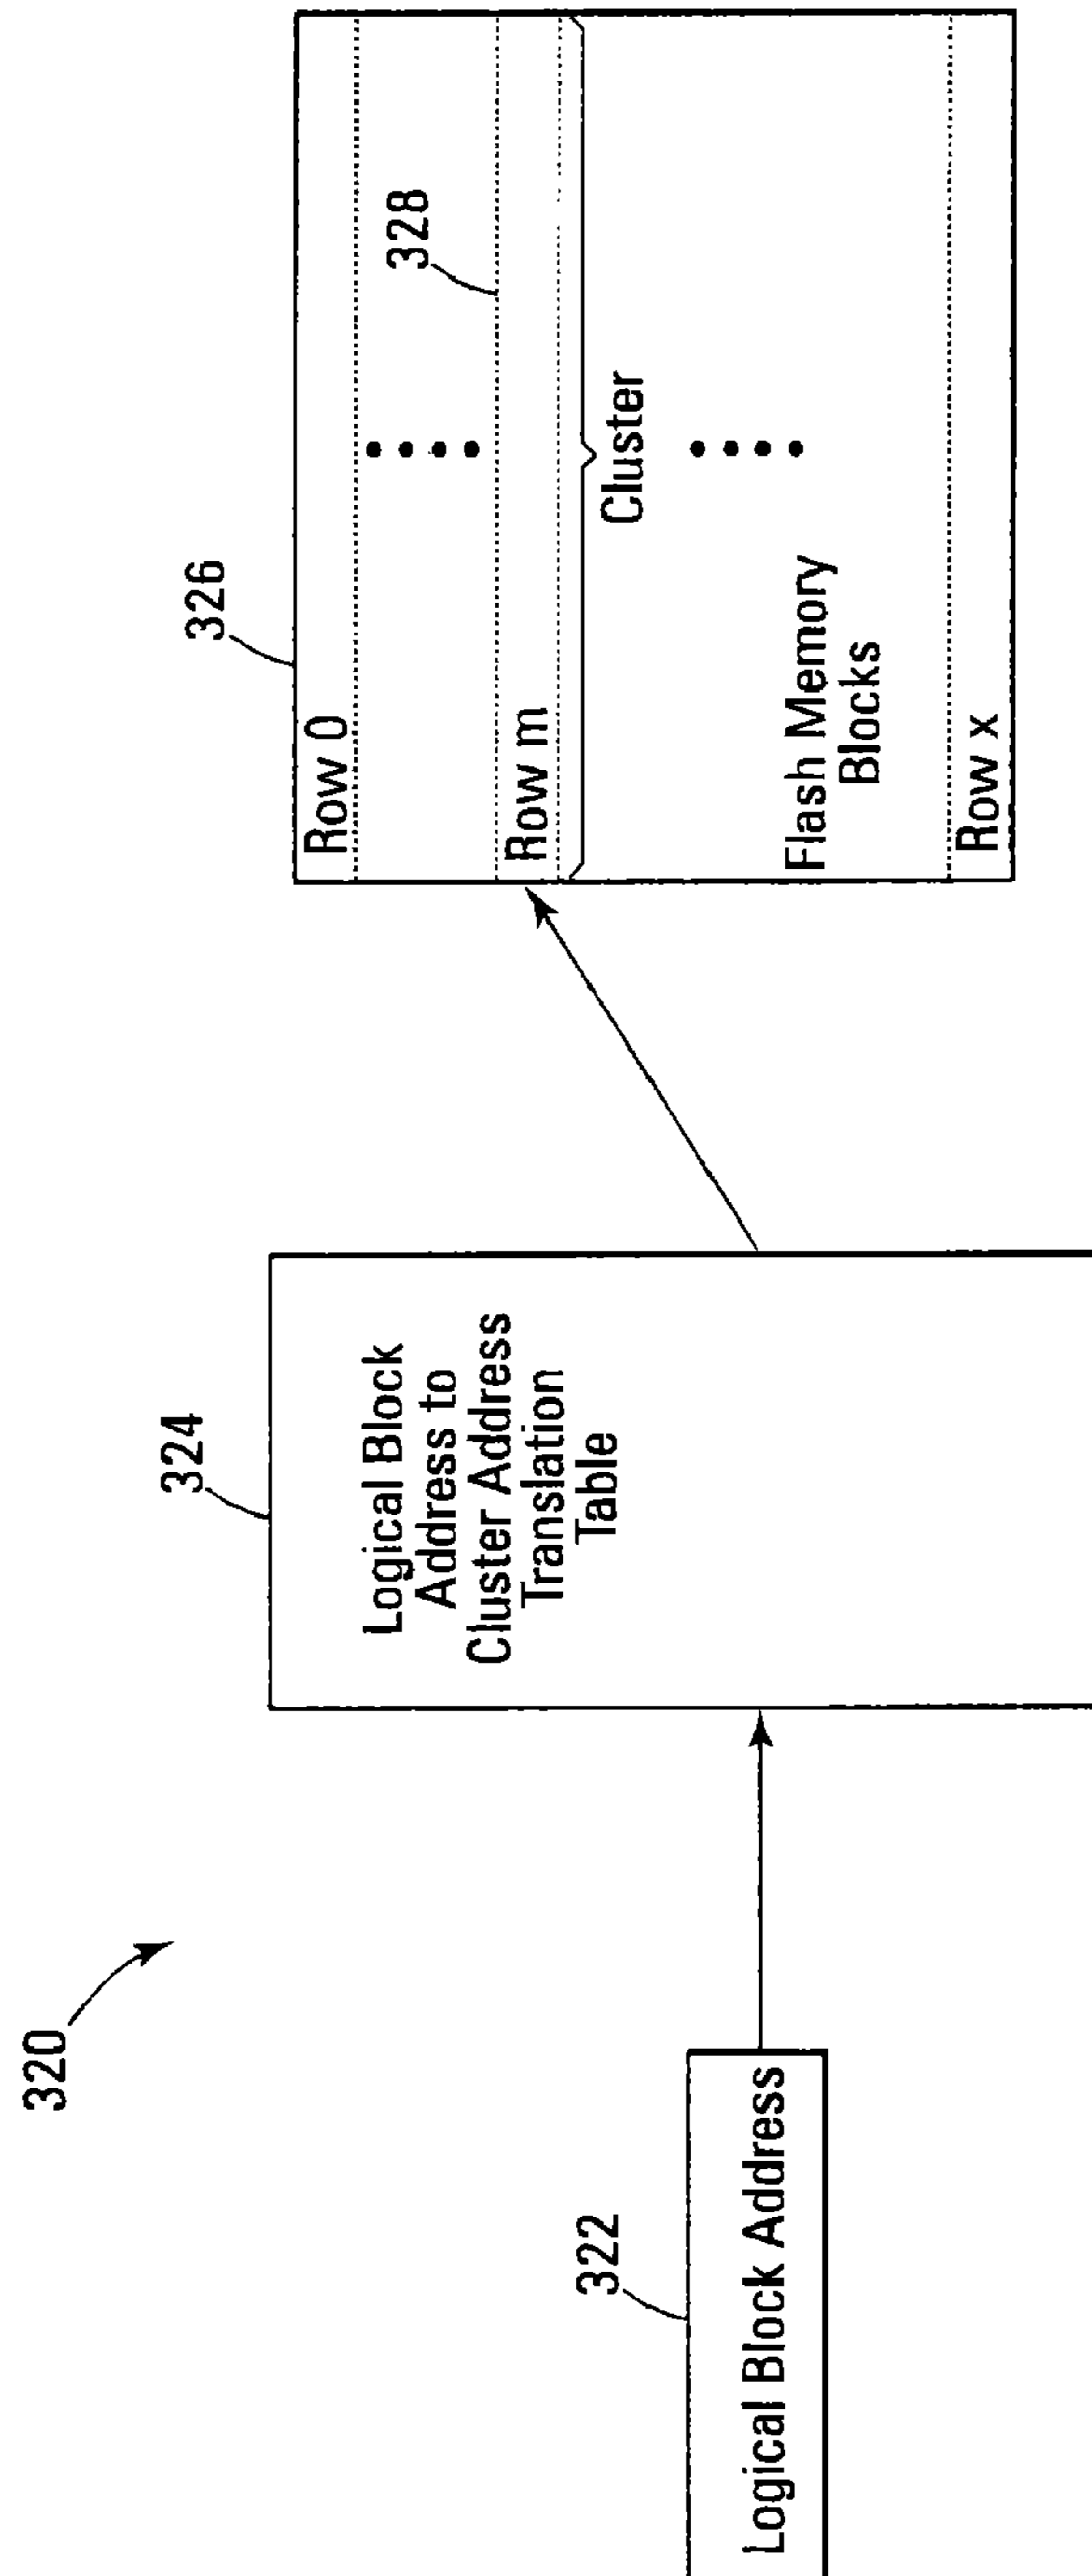 320
322
Logical Block Address
324
Logical Block
Address to
Cluster Address
Translation
Table
326
Row 0
328
Row m
Cluster
Flash Memory
Blocks
Row x